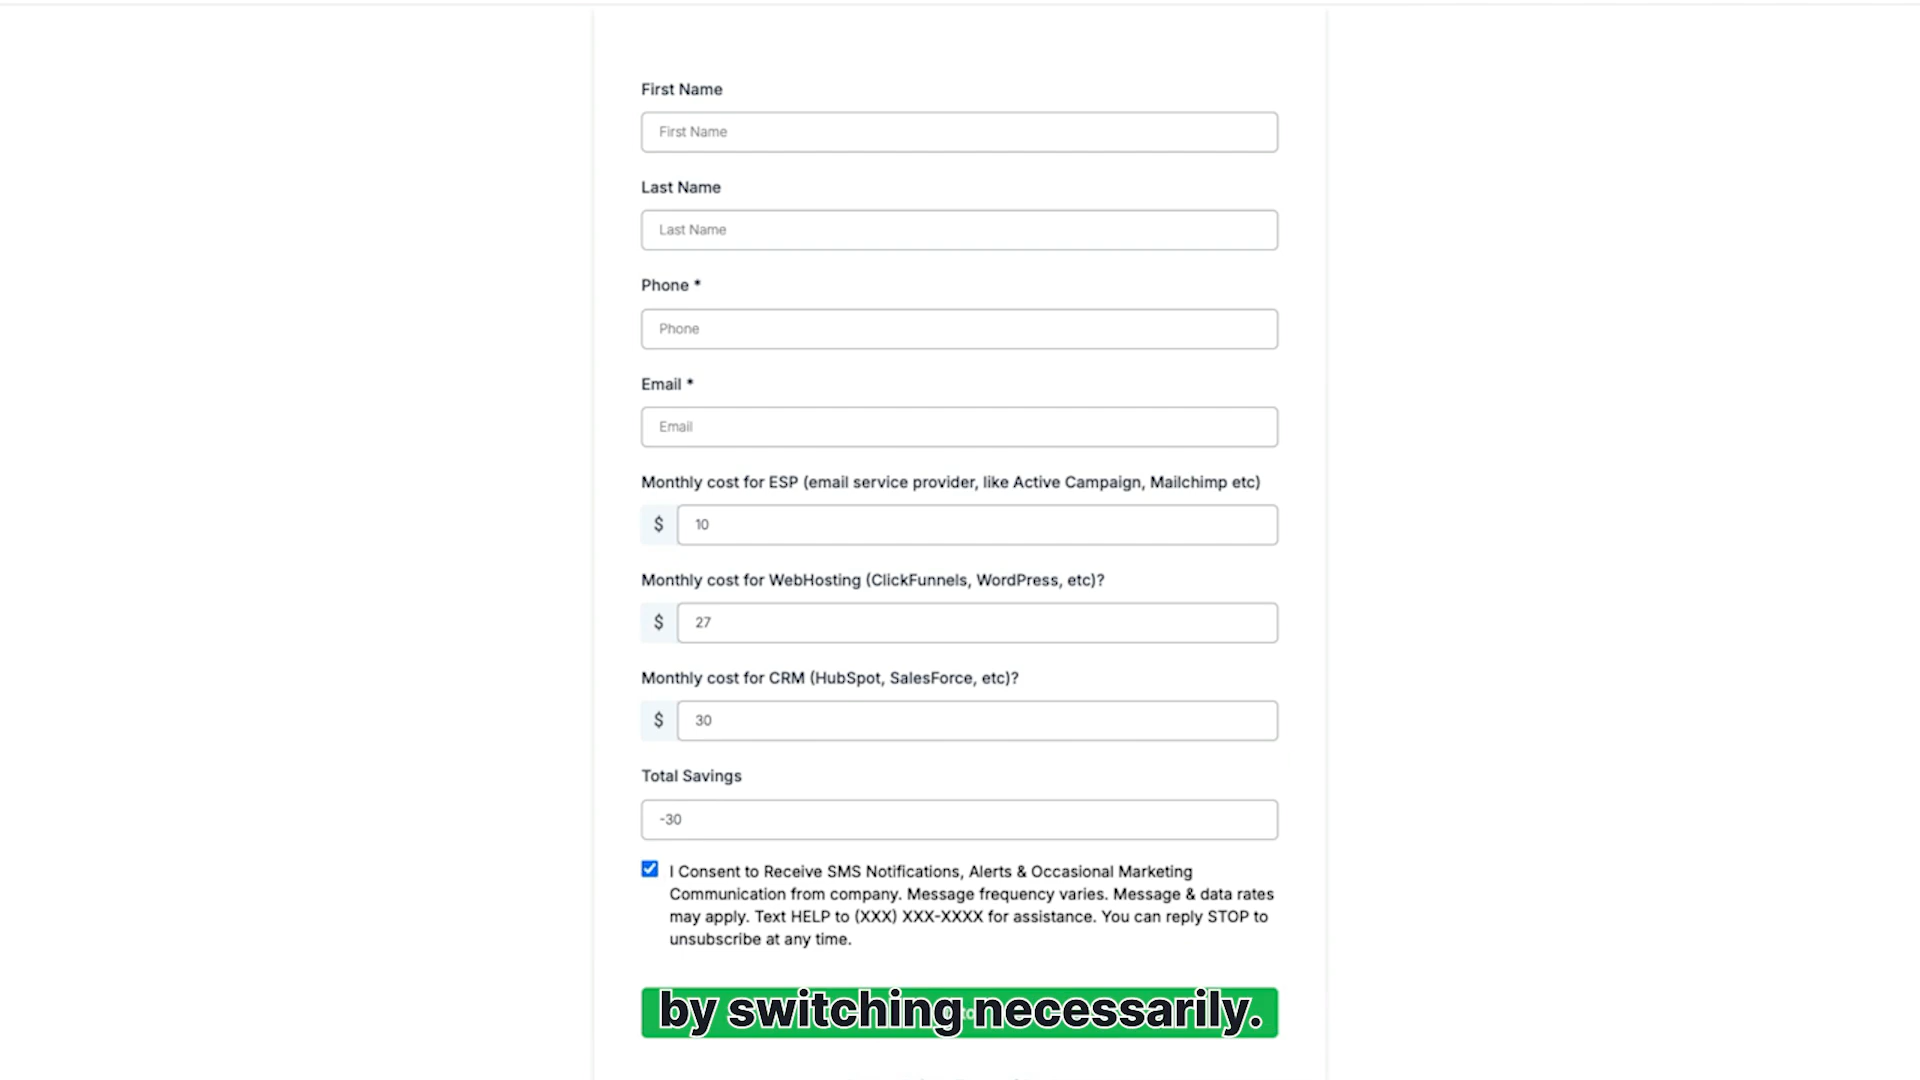 First Name
First Name
Last Name
Last Name
Phone *
Phone
Email *
Email
Monthly cost for ESP (email service provider, like Active Campaign, Mailchimp etc)
$ 10
Monthly cost for WebHosting (ClickFunnels, WordPress, etc)?
$ 27
Monthly cost for CRM (HubSpot, SalesForce, etc)?
$ 30
Total Savings
-30
I Consent to Receive SMS Notifications, Alerts & Occasional Marketing
Communication from company. Message frequency varies. Message & data rates
may apply. Text HELP to (XXX) XXX-XXXX for assistance. You can reply STOP to
unsubscribe at any time.
by switching necessarily.